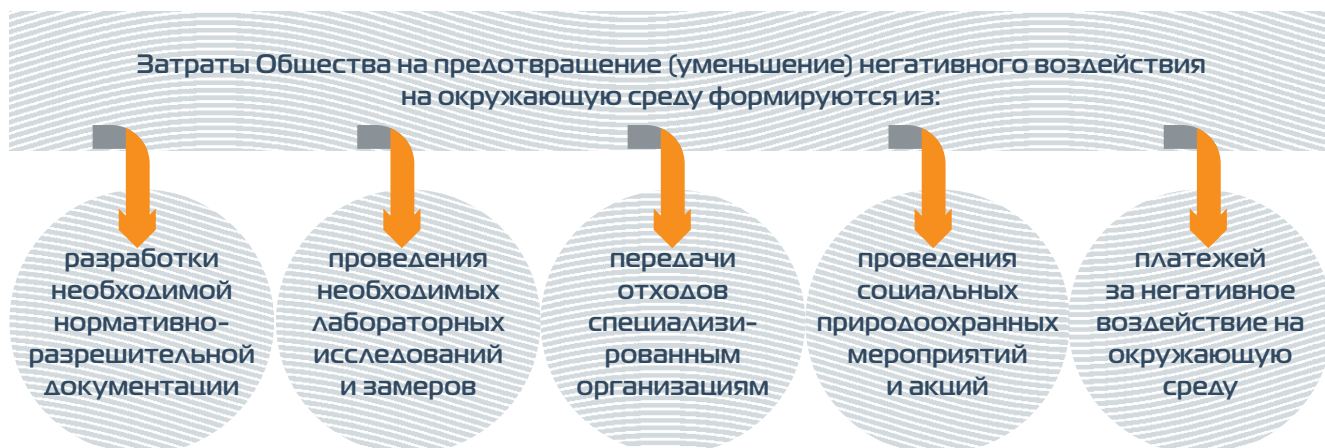 Затраты Общества на предотвращение (уменьшение) негативного воздействия
на окружающую среду формируются из:
разработки
необходимой
нормативно-
разрешительной
документации
проведения
необходимых
лабораторных
исследований
и замеров
передачи
отходов
специализи-
рованным
организациям
проведения
социальных
природоохранных
мероприятий
и акций
платежей
за негативное
воздействие на
окружающую
среду